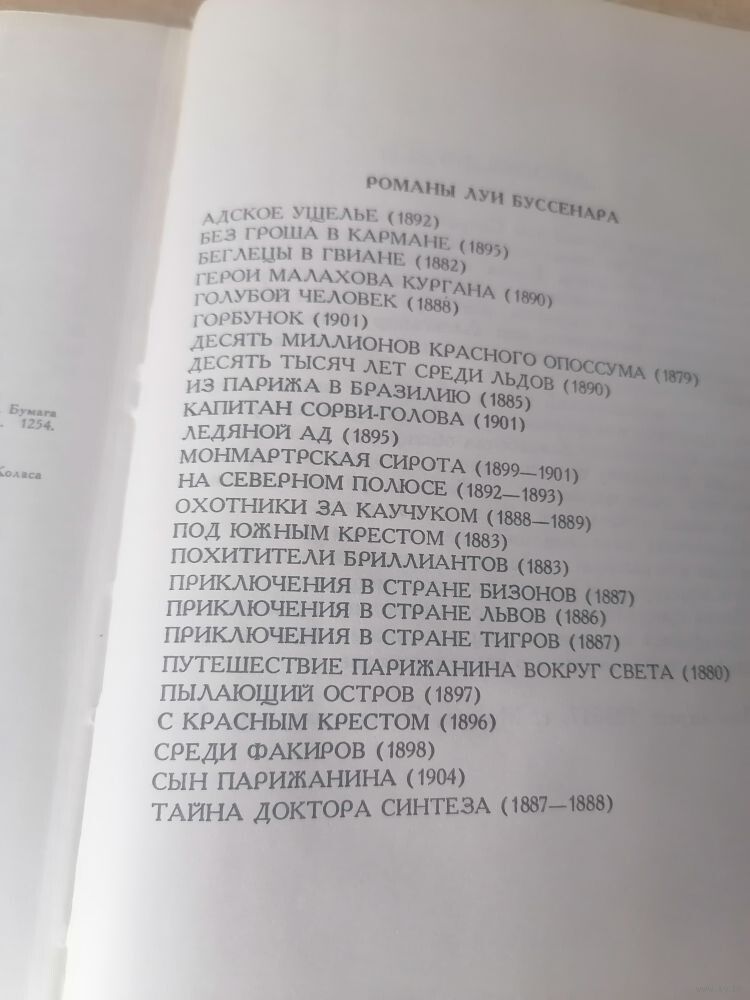 Бумага
1254.
Коласа
РОМАНЫ ЛУИ БУССЕНАРА
АДСКОЕ УЩЕЛЬЕ (1892)
БЕЗ ГРОША В КАРМАНЕ (1895)
БЕГЛЕЦЫ В ГВИАНЕ (1882)
ГЕРОИ МАЛАХОВА КУРГАНА (1890)
ГОЛУБОЙ ЧЕЛОВЕК (1888)
ГОРБУНОК (1901)
ДЕСЯТЬ МИЛЛИОНОВ КРАСНОГО ОПОССУМА (1879)
ДЕСЯТЬ ТЫСЯЧ ЛЕТ СРЕДИ ЛЬДОВ (1890)
ИЗ ПАРИЖА В БРАЗИЛИЮ (1885)
КАПИТАН СОРВИ-ГОЛОВА (1901)
ЛЕДЯНОЙ АД (1895)
МОНМАРТРСКАЯ СИРОТА (1899—1901)
НА СЕВЕРНОМ ПОЛЮСЕ (1892—1893)
ОХОТНИКИ ЗА КАУЧУКОМ (1888—1889)
ПОД ЮЖНЫМ КРЕСТОМ (1883)
ПОХИТИТЕЛИ БРИЛЛИАНТОВ (1883)
ПРИКЛЮЧЕНИЯ В СТРАНЕ БИЗОНОВ (1887)
ПРИКЛЮЧЕНИЯ В СТРАНЕ ЛЬВОВ (1886)
ПРИКЛЮЧЕНИЯ В СТРАНЕ ТИГРОВ (1887)
ПУТЕШЕСТВИЕ ПАРИЖАНИНА ВОКРУГ СВЕТА (1880)
ПЫЛАЮЩИЙ ОСТРОВ (1897)
С КРАСНЫМ КРЕСТОМ (1896)
СРЕДИ ФАКИРОВ (1898)
СЫН ПАРИЖАНИНА (1904)
ТАЙНА ДОКТОРА СИНТЕЗА (1887—1888)